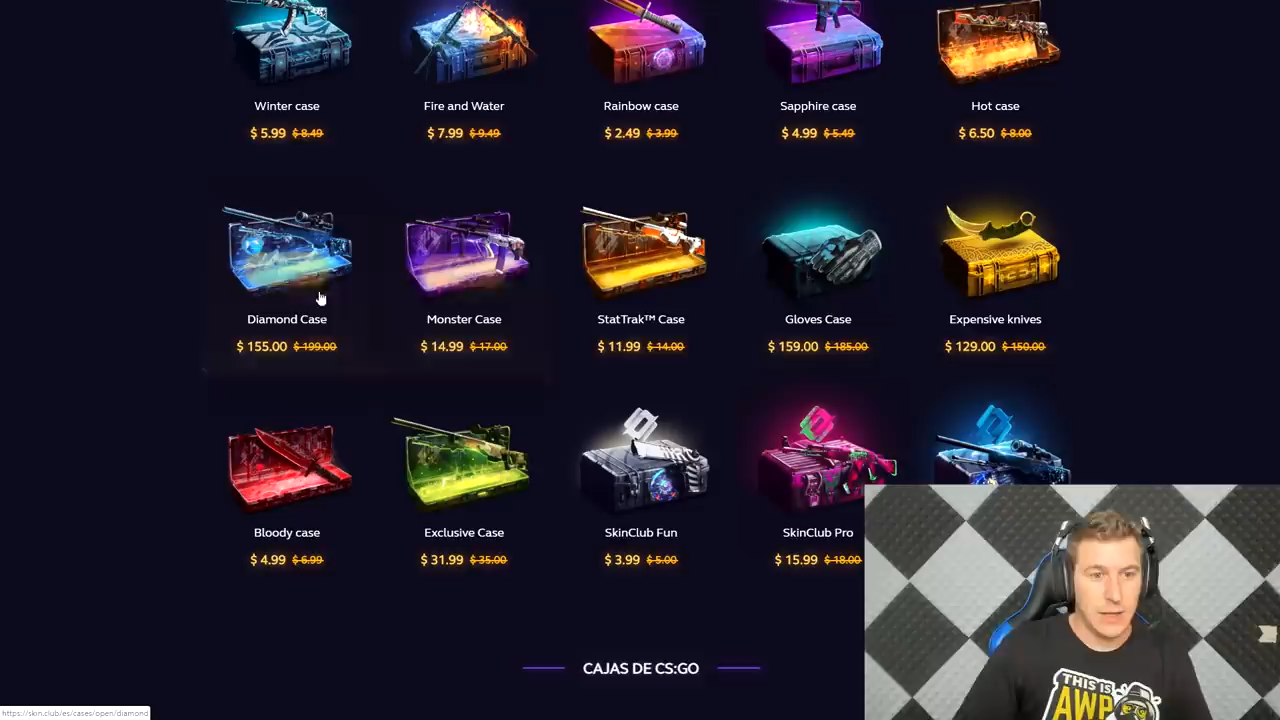 Winter case
Fire and Water
Rainbow case
Sapphire case
Hot case
$ 5.99 $ 8.49
$ 7.99 $ 9.49
$ 2.49 $ 3.99
$ 4.99 $ 5.49
$ 6.50 $ 8.00
Diamond Case
Monster Case
StatTrak™ Case
Gloves Case
Expensive knives
$ 155.00 $ 199.00
$ 14.99 $ 17.00
$ 11.99 $ 14.00
$ 159.00 $ 185.00
$ 129.00 $ 150.00
Bloody case
Exclusive Case
SkinClub Fun
SkinClub Pro
$ 4.99 $ 6.99
$ 31.99 $ 35.00
$ 3.99 $ 5.00
$ 15.99 $ 18.00
CAJAS DE CS:GO
THIS IS
AWP
https://skin.club/es/cases/open/diamond